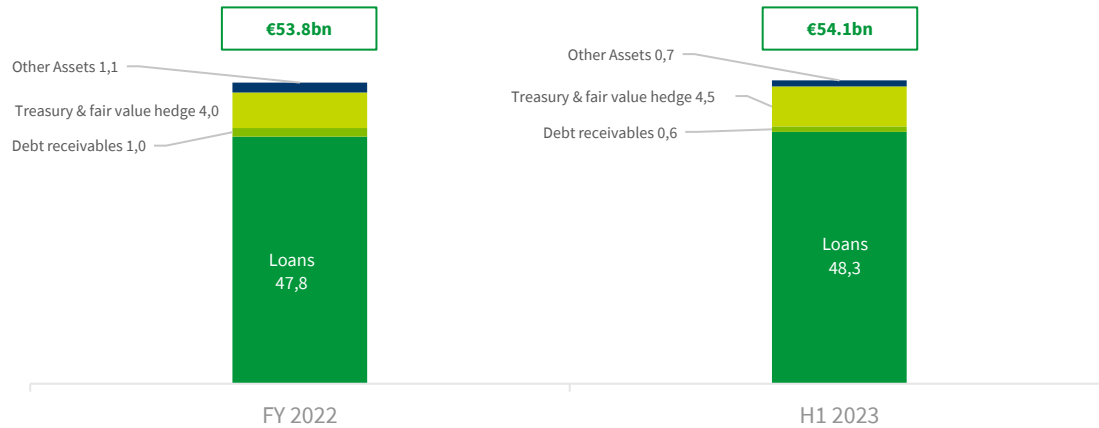 €53.8bn
€54.1bn
Other Assets 1,1
Treasury & fair value hedge 4,0
Debt receivables 1,0
Loans
47,8
Other Assets 0,7
Treasury & fair value hedge 4,5
Debt receivables 0,6
Loans
48,3
FY 2022
H1 2023